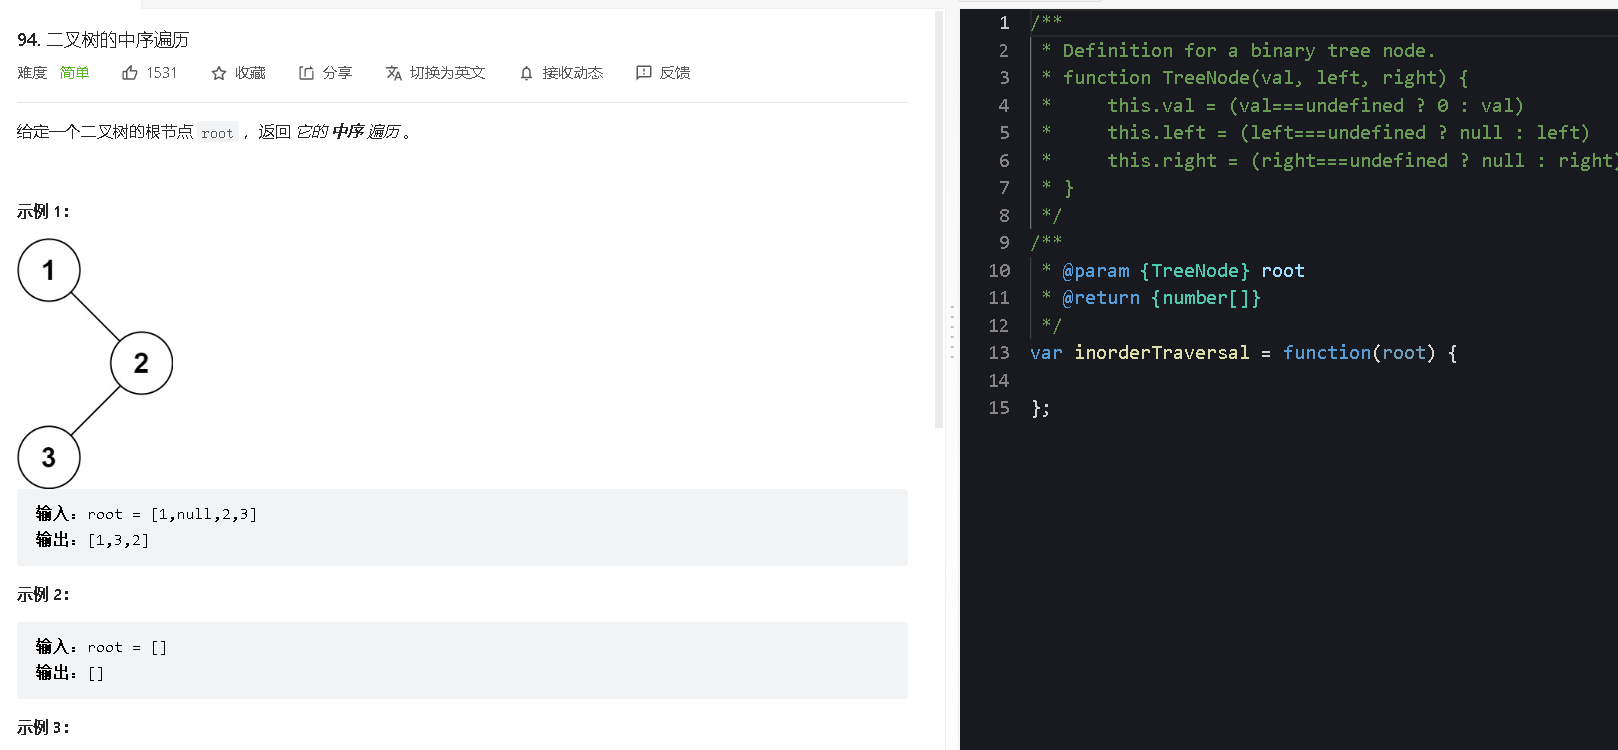 94. 二叉树的中序遍历
难度 简单 1531 收藏 分享 切换为英文 接收动态 反馈
给定一个二叉树的根节点 root ，返回 它的 中序 遍历 。
示例 1：
1
2
3
输入：root = [1,null,2,3]
输出：[1,3,2]
示例 2：
输入：root = []
输出：[]
示例 3：
1 /**
2  * Definition for a binary tree node.
3  * function TreeNode(val, left, right) {
4  *     this.val = (val===undefined ? 0 : val)
5  *     this.left = (left===undefined ? null : left)
6  *     this.right = (right===undefined ? null : right)
7  * }
8  */
9 /**
10  * @param {TreeNode} root
11  * @return {number[]}
12  */
13 var inorderTraversal = function(root) {
14
15 };